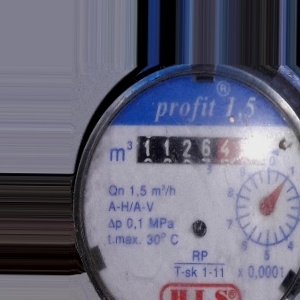 profit 1,5
®
m³ 11264
Qn 1,5 m³/h
A-H/A-V
Δp 0,1 MPa
t.max. 30° C
RP
T-sk 1-11
x 0,0001